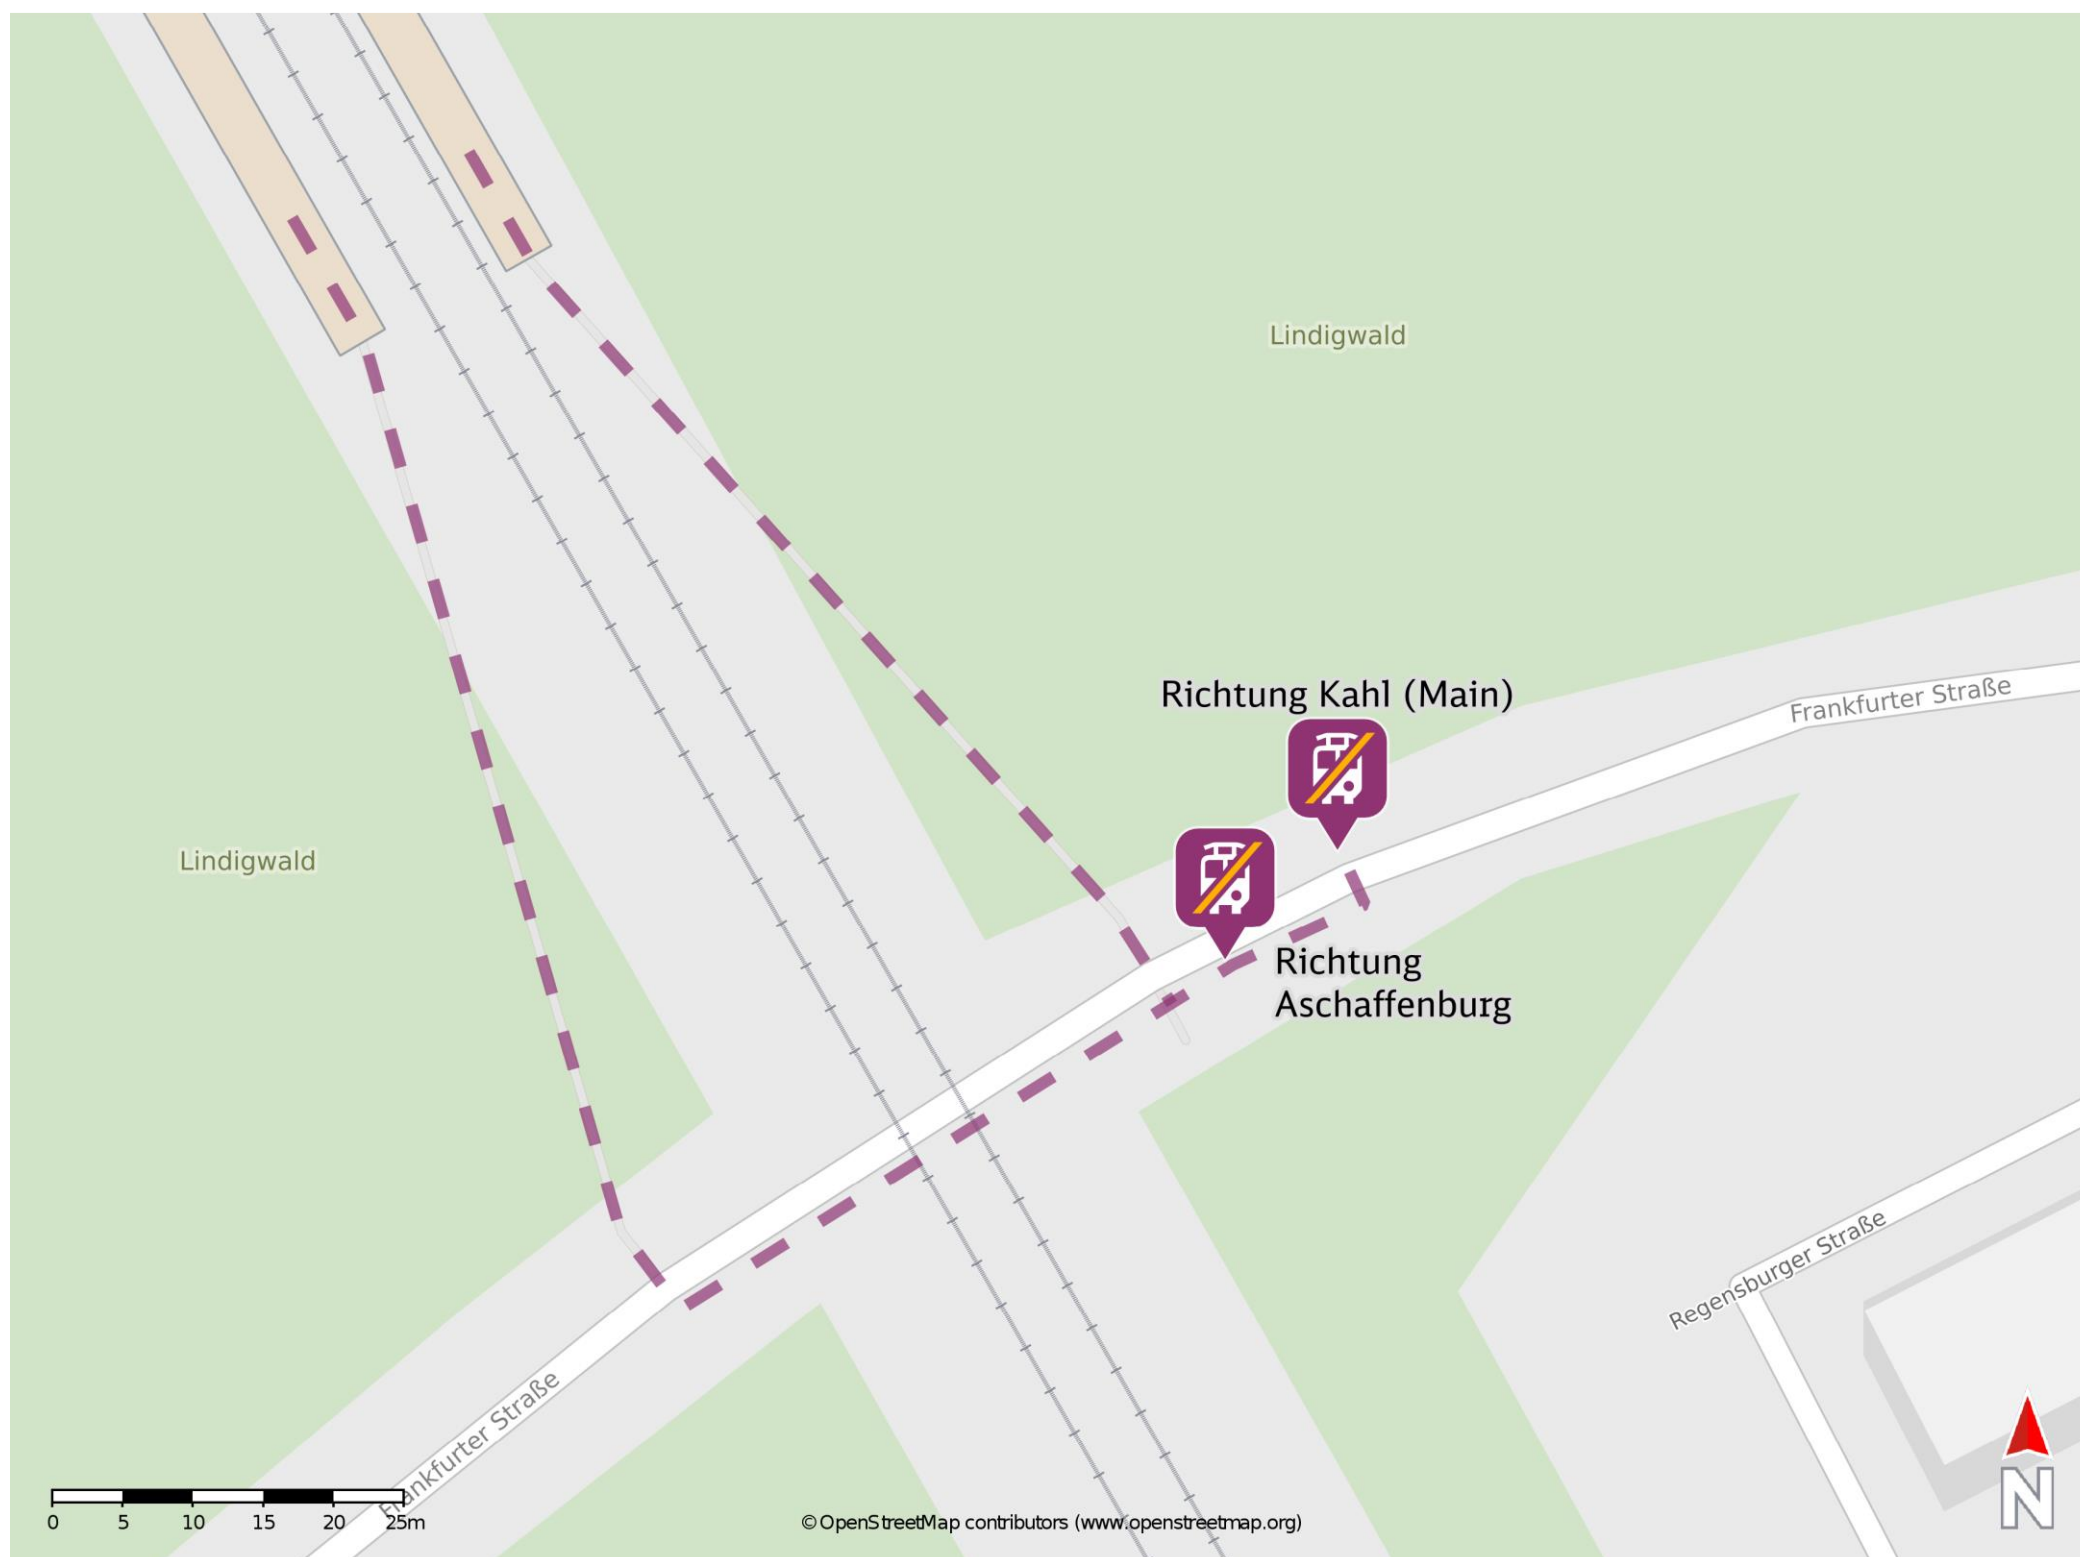 Lindigwald
Richtung Kahl (Main)
Frankfurter Straße
Lindigwald
Richtung
Aschaffenburg
Regensburger Straße
Frankfurter Straße
0 5 10 15 20 25m
© OpenStreetMap contributors (www.openstreetmap.org)
N